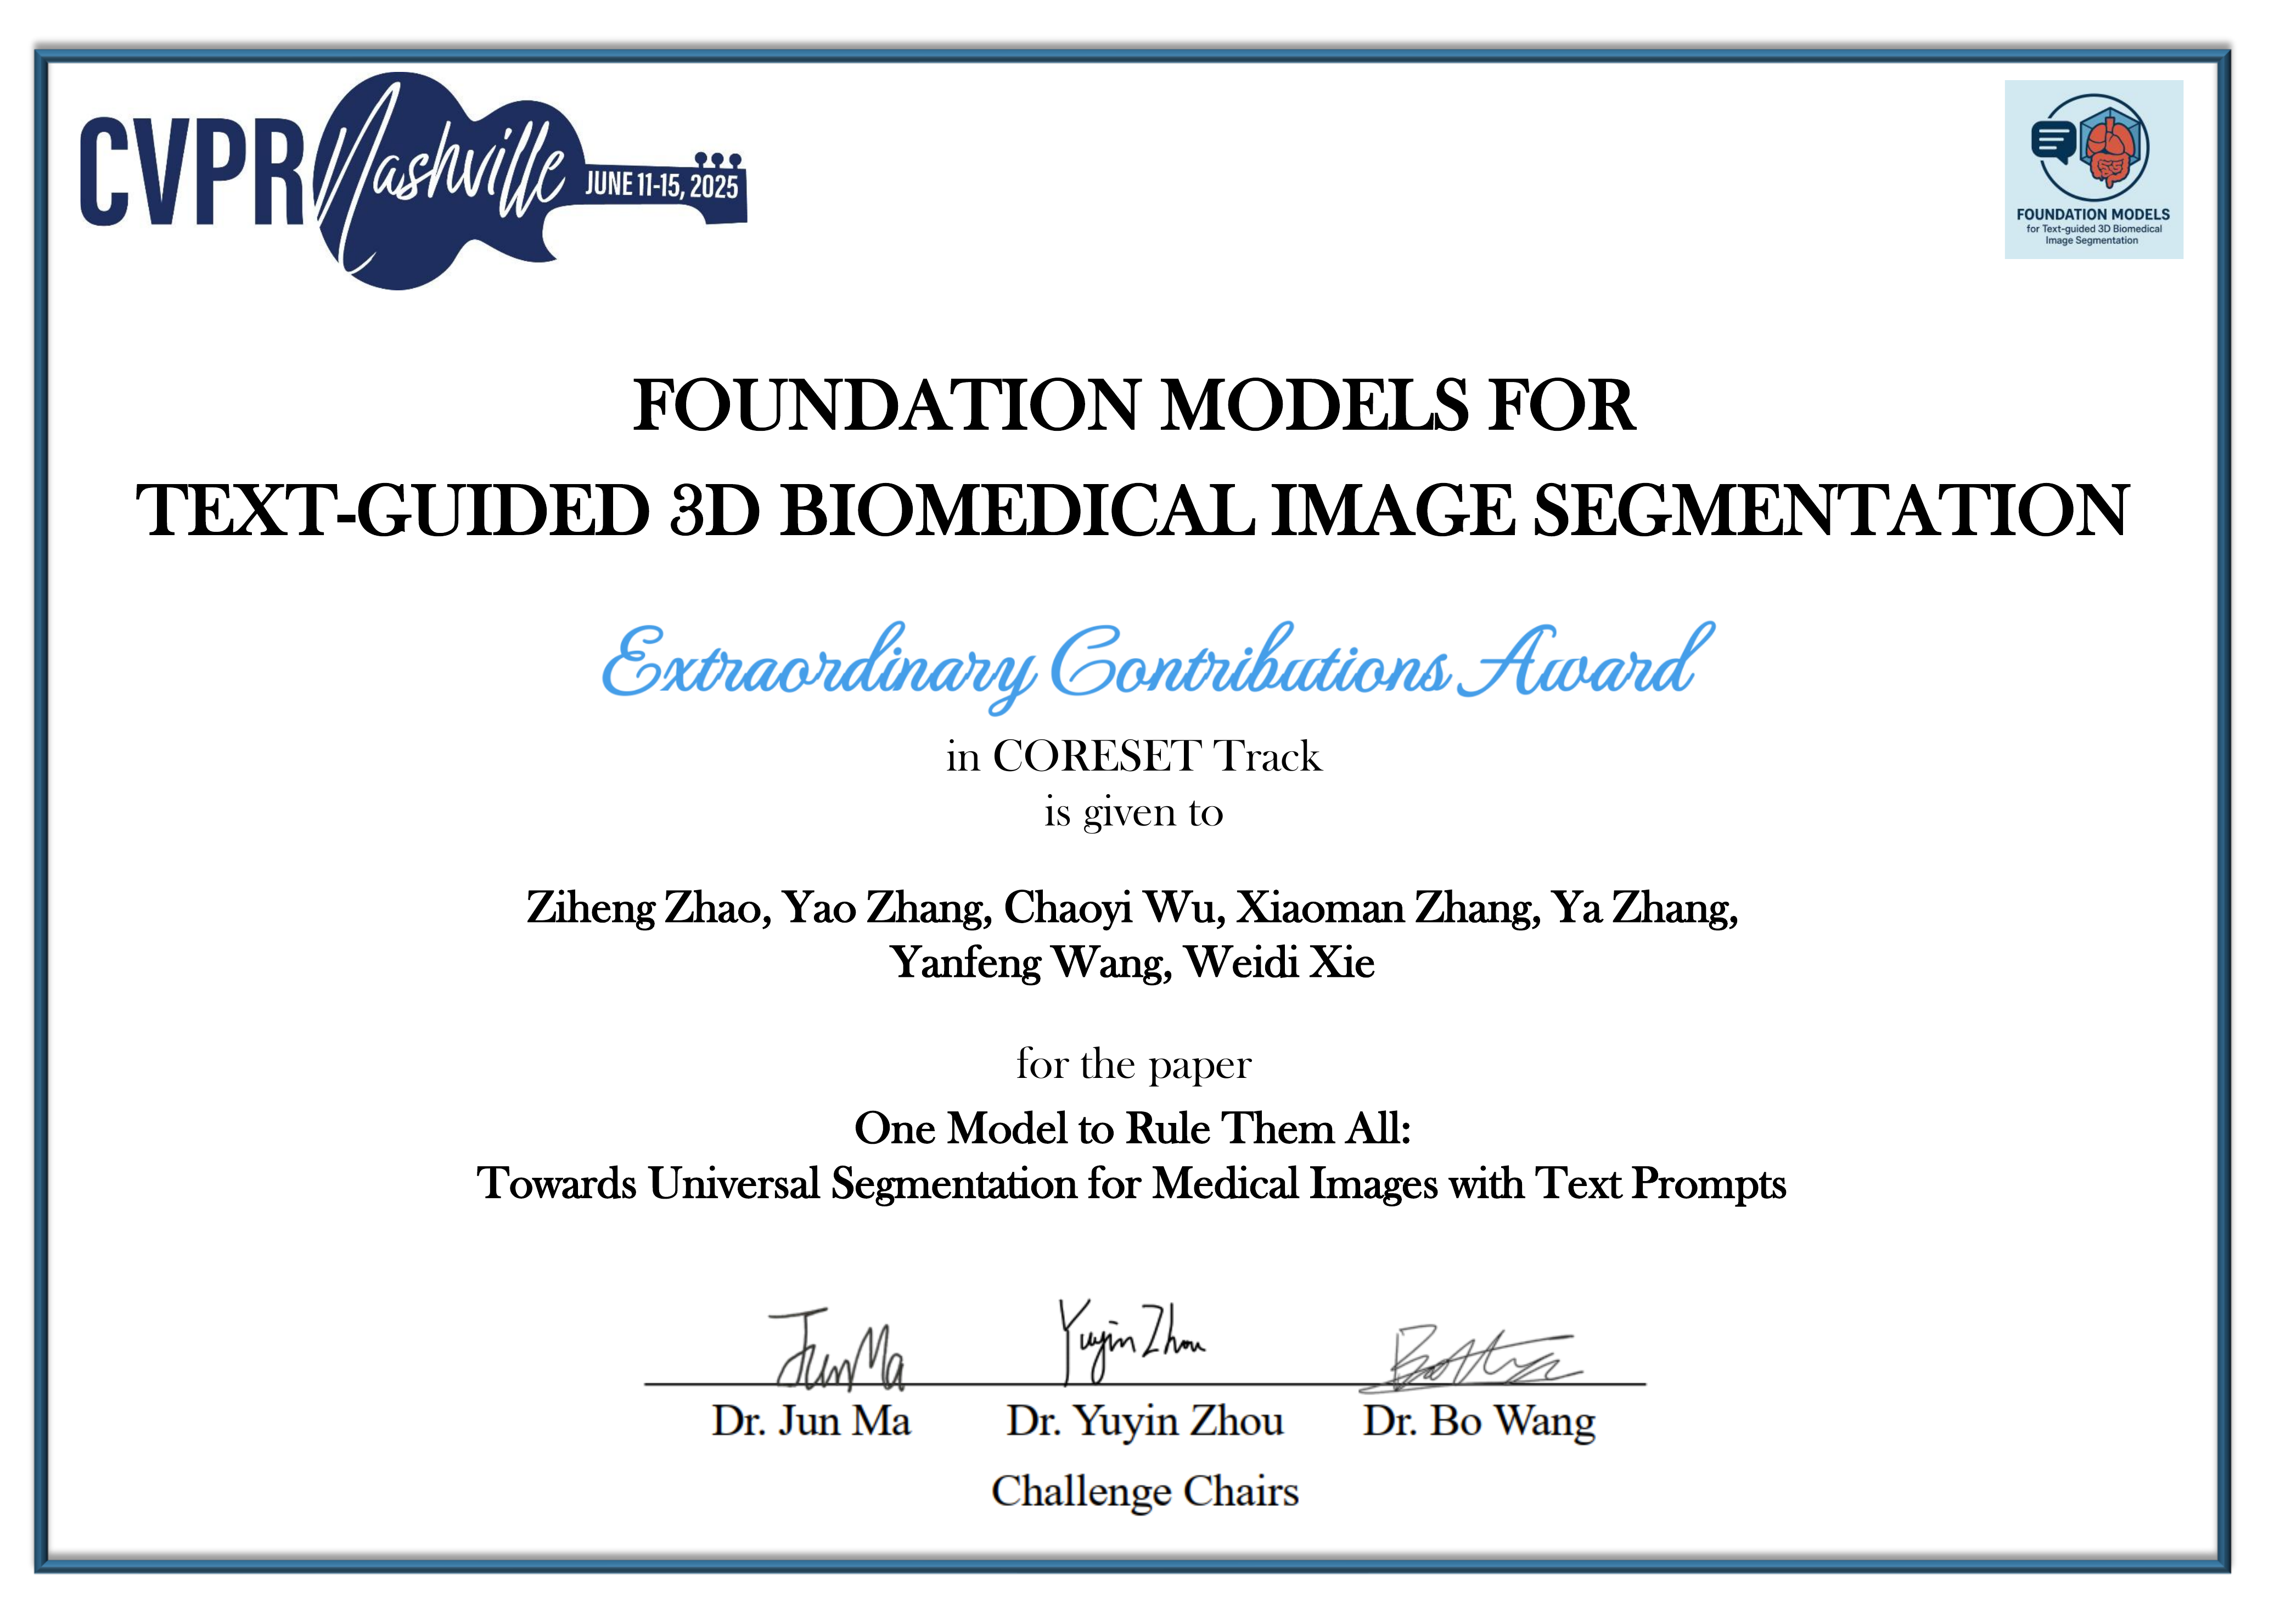 CVPR Nashville JUNE 11-15, 2025
FOUNDATION MODELS
for Text-guided 3D Biomedical
Image Segmentation
FOUNDATION MODELS FOR
TEXT-GUIDED 3D BIOMEDICAL IMAGE SEGMENTATION
Extraordinary Contributions Award
in CORESET Track
is given to
Ziheng Zhao, Yao Zhang, Chaoyi Wu, Xiaoman Zhang, Ya Zhang,
Yanfeng Wang, Weidi Xie
for the paper
One Model to Rule Them All:
Towards Universal Segmentation for Medical Images with Text Prompts
Jun Ma Yuyin Zhou
Dr. Jun Ma Dr. Yuyin Zhou Dr. Bo Wang
Challenge Chairs